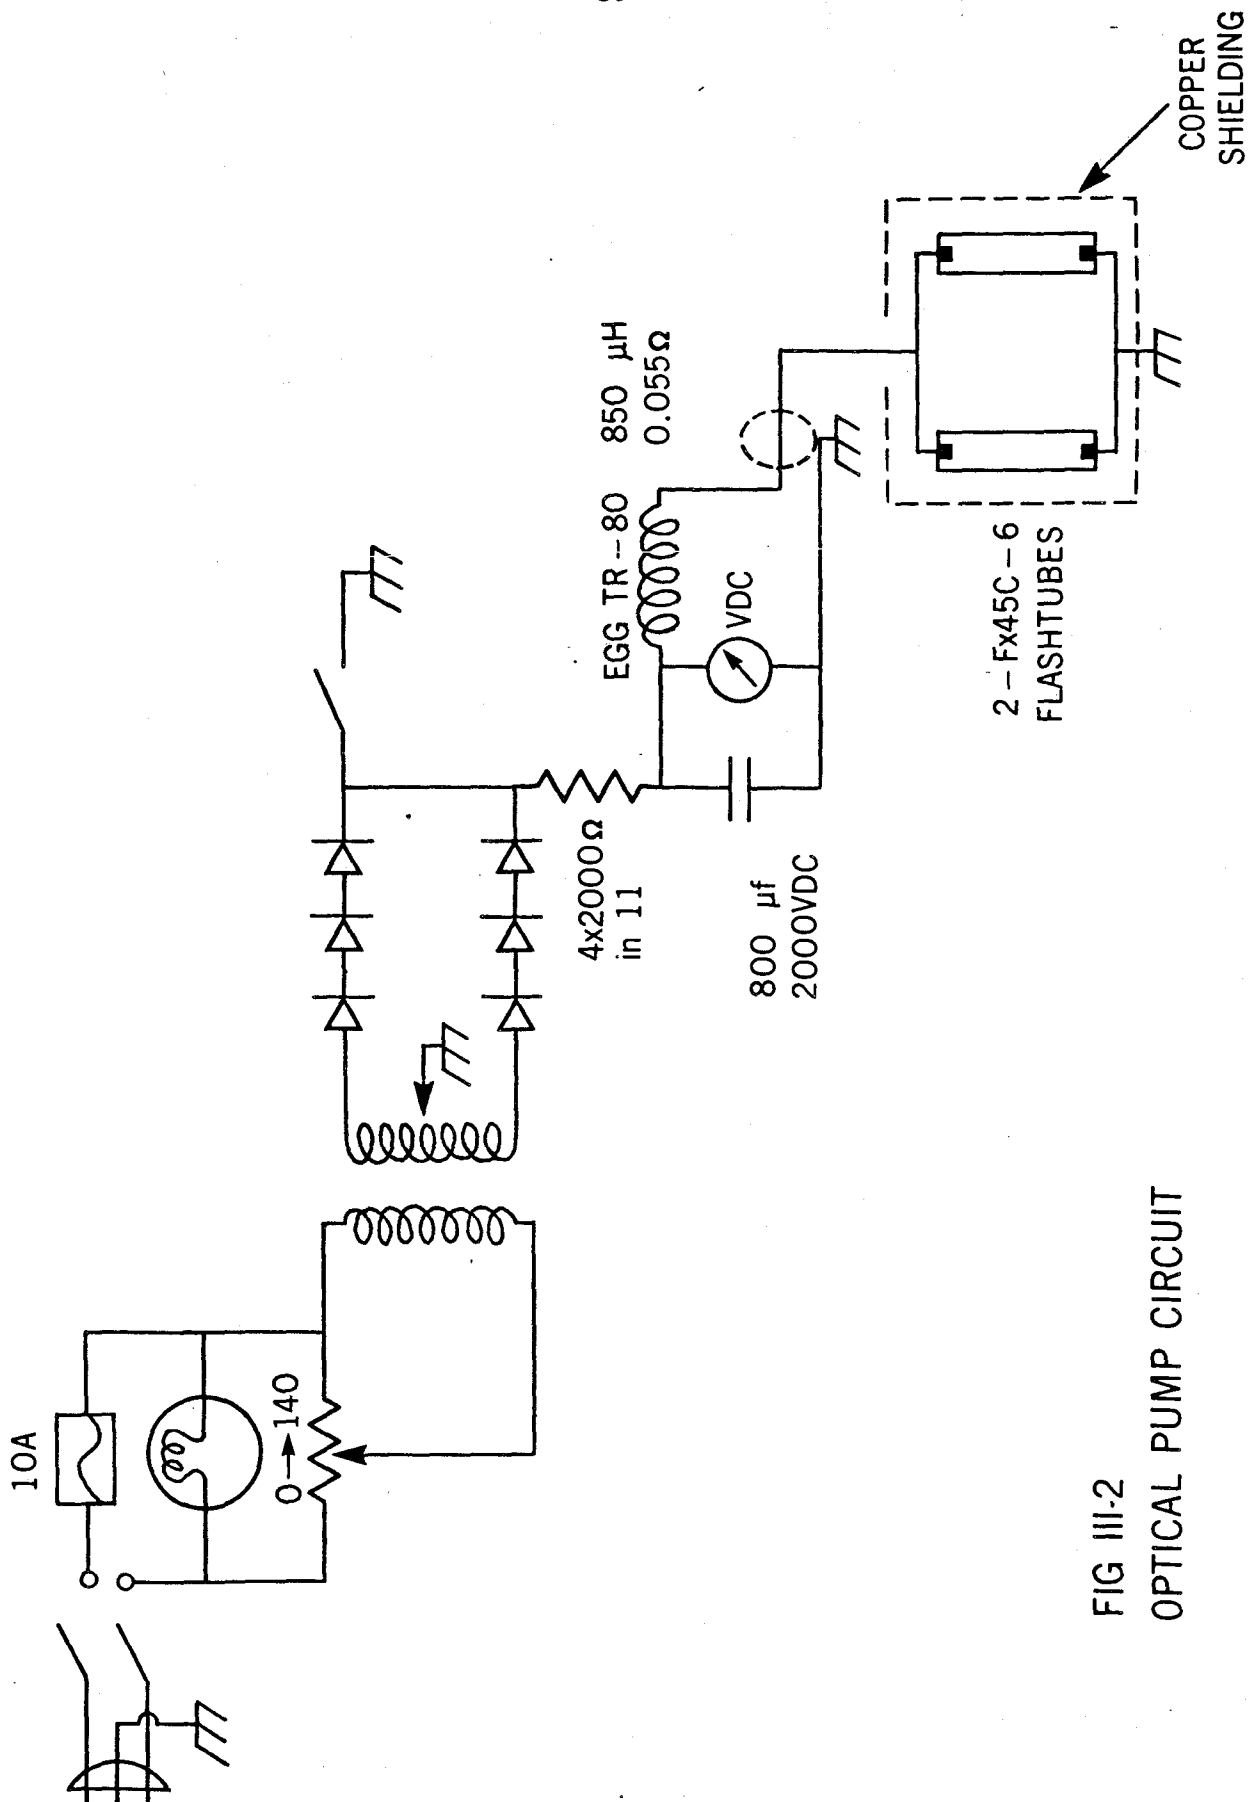 10A
0→140
4x2000Ω
in 11
EGG TR-80
850 μH
0.055Ω
VDC
800 μf
2000VDC
COPPER
SHIELDING
2-Fx45C-6
FLASHTUBES
FIG III-2
OPTICAL PUMP CIRCUIT